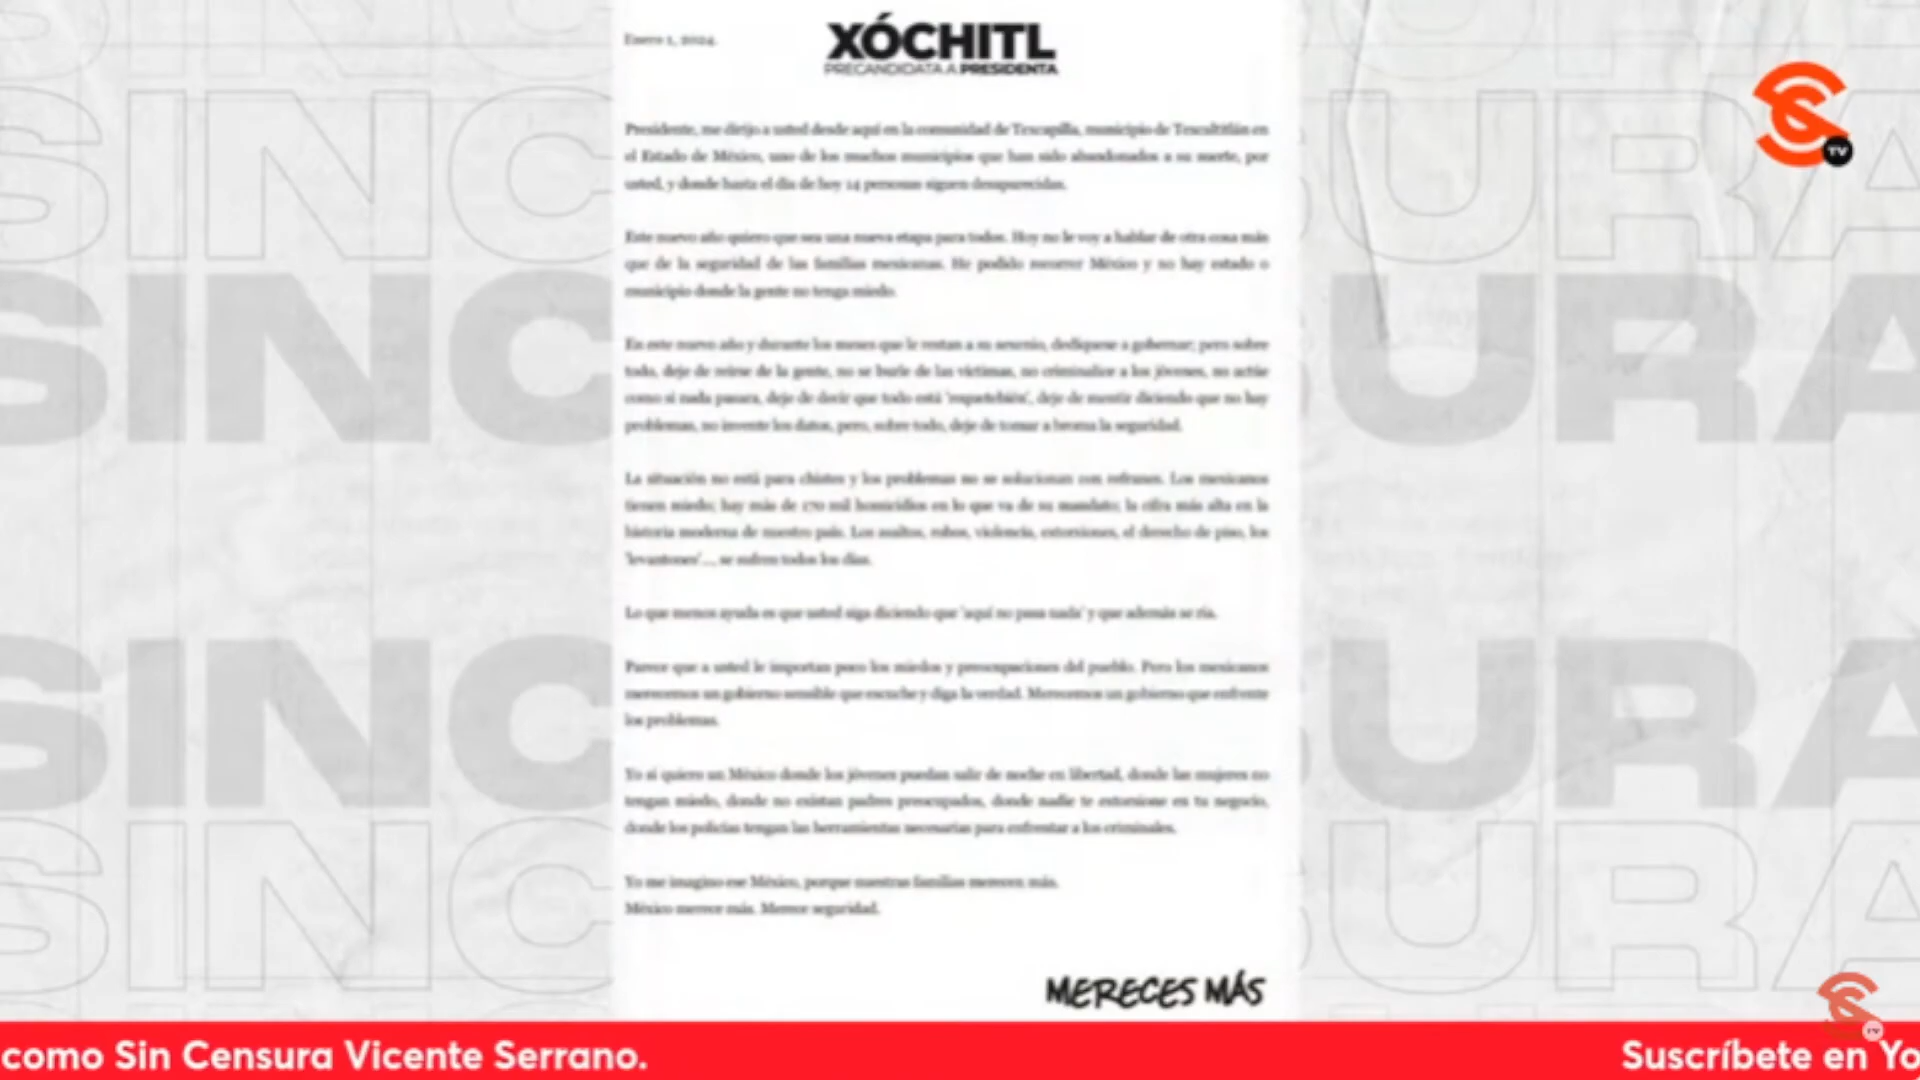 SINC
URA
Enero 1, 2024.
XÓCHITL
PRECANDIDATA A PRESIDENTA
Presidente, me dirijo a usted desde aquí en la comunidad de Texcapilla, municipio de Texcaltitlán en
el Estado de México, uno de los muchos municipios que han sido abandonados a su suerte, por
usted, y donde hasta el día de hoy 14 personas siguen desaparecidas.
Este nuevo año quiero que sea una nueva etapa para todos. Hoy no le voy a hablar de otra cosa más
que de la seguridad de las familias mexicanas. He podido recorrer México y no hay estado o
municipio donde la gente no tenga miedo.
En este nuevo año y durante los meses que le restan a su sexenio, dedíquese a gobernar; pero sobre
todo, deje de reírse de la gente, no se burle de las víctimas, no criminalice a los jóvenes, no actúe
como si nada pasara, deje de decir que todo está 'requetebién', deje de mentir diciendo que no hay
problemas, no invente los datos, pero, sobre todo, deje de tomar a broma la seguridad.
La situación no está para chistes y los problemas no se solucionan con refranes. Los mexicanos
tienen miedo; hay más de 170 mil homicidios en lo que va de su mandato; la cifra más alta en la
historia moderna de nuestro país. Los asaltos, robos, violencia, extorsiones, el derecho de piso, los
'levantones'..., se sufren todos los días.
Lo que menos ayuda es que usted siga diciendo que 'aquí no pasa nada' y que además se ría.
Parece que a usted le importan poco los miedos y preocupaciones del pueblo. Pero los mexicanos
merecemos un gobierno sensible que escuche y diga la verdad. Merecemos un gobierno que enfrente
los problemas.
Yo sí quiero un México donde los jóvenes puedan salir de noche en libertad, donde las mujeres no
tengan miedo, donde no existan padres preocupados, donde nadie te extorsione en tu negocio,
donde los policías tengan las herramientas necesarias para enfrentar a los criminales.
Yo me imagino ese México, porque nuestras familias merecen más.
México merece más. Merece seguridad.
MERECES MÁS
TV
como Sin Censura Vicente Serrano.
Suscríbete en Yo